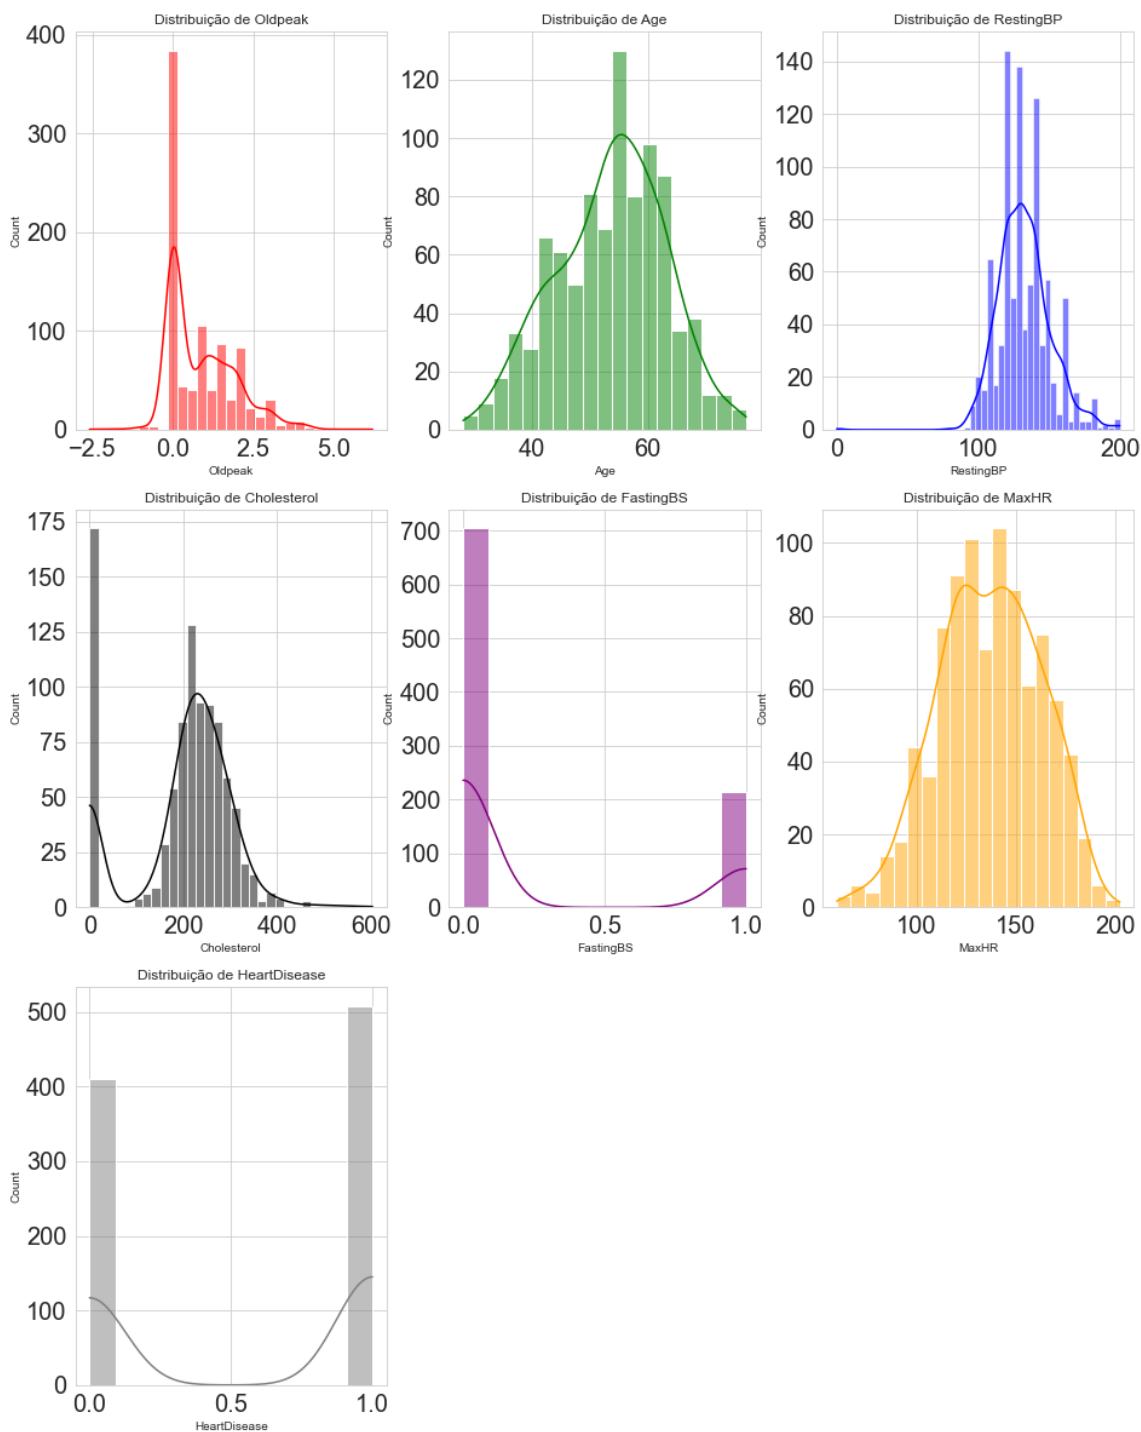 Distribuição de Oldpeak
400
300
200
100
0
Count
−2.5 0.0 2.5 5.0
Oldpeak
Distribuição de Age
120
100
80
60
40
20
0
Count
40 60
Age
Distribuição de RestingBP
140
120
100
80
60
40
20
0
Count
0 100 200
RestingBP
Distribuição de Cholesterol
175
150
125
100
75
50
25
0
Count
0 200 400 600
Cholesterol
Distribuição de FastingBS
700
600
500
400
300
200
100
0
Count
0.0 0.5 1.0
FastingBS
Distribuição de MaxHR
100
80
60
40
20
0
Count
100 150 200
MaxHR
Distribuição de HeartDisease
500
400
300
200
100
0
Count
0.0 0.5 1.0
HeartDisease